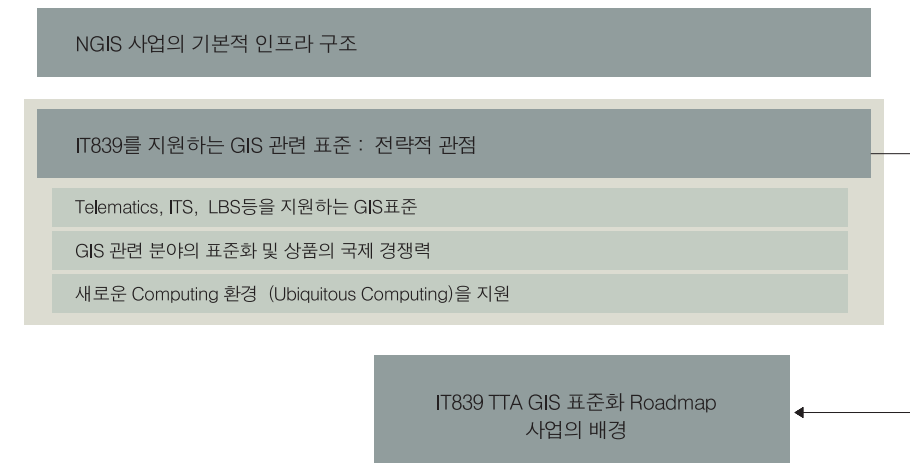 NGIS 사업의 기본적 인프라 구조
IT839를 지원하는 GIS 관련 표준 : 전략적 관점
Telematics, ITS, LBS등을 지원하는 GIS표준
GIS 관련 분야의 표준화 및 상품의 국제 경쟁력
새로운 Computing 환경 (Ubiquitous Computing)을 지원
IT839 TTA GIS 표준화 Roadmap
사업의 배경